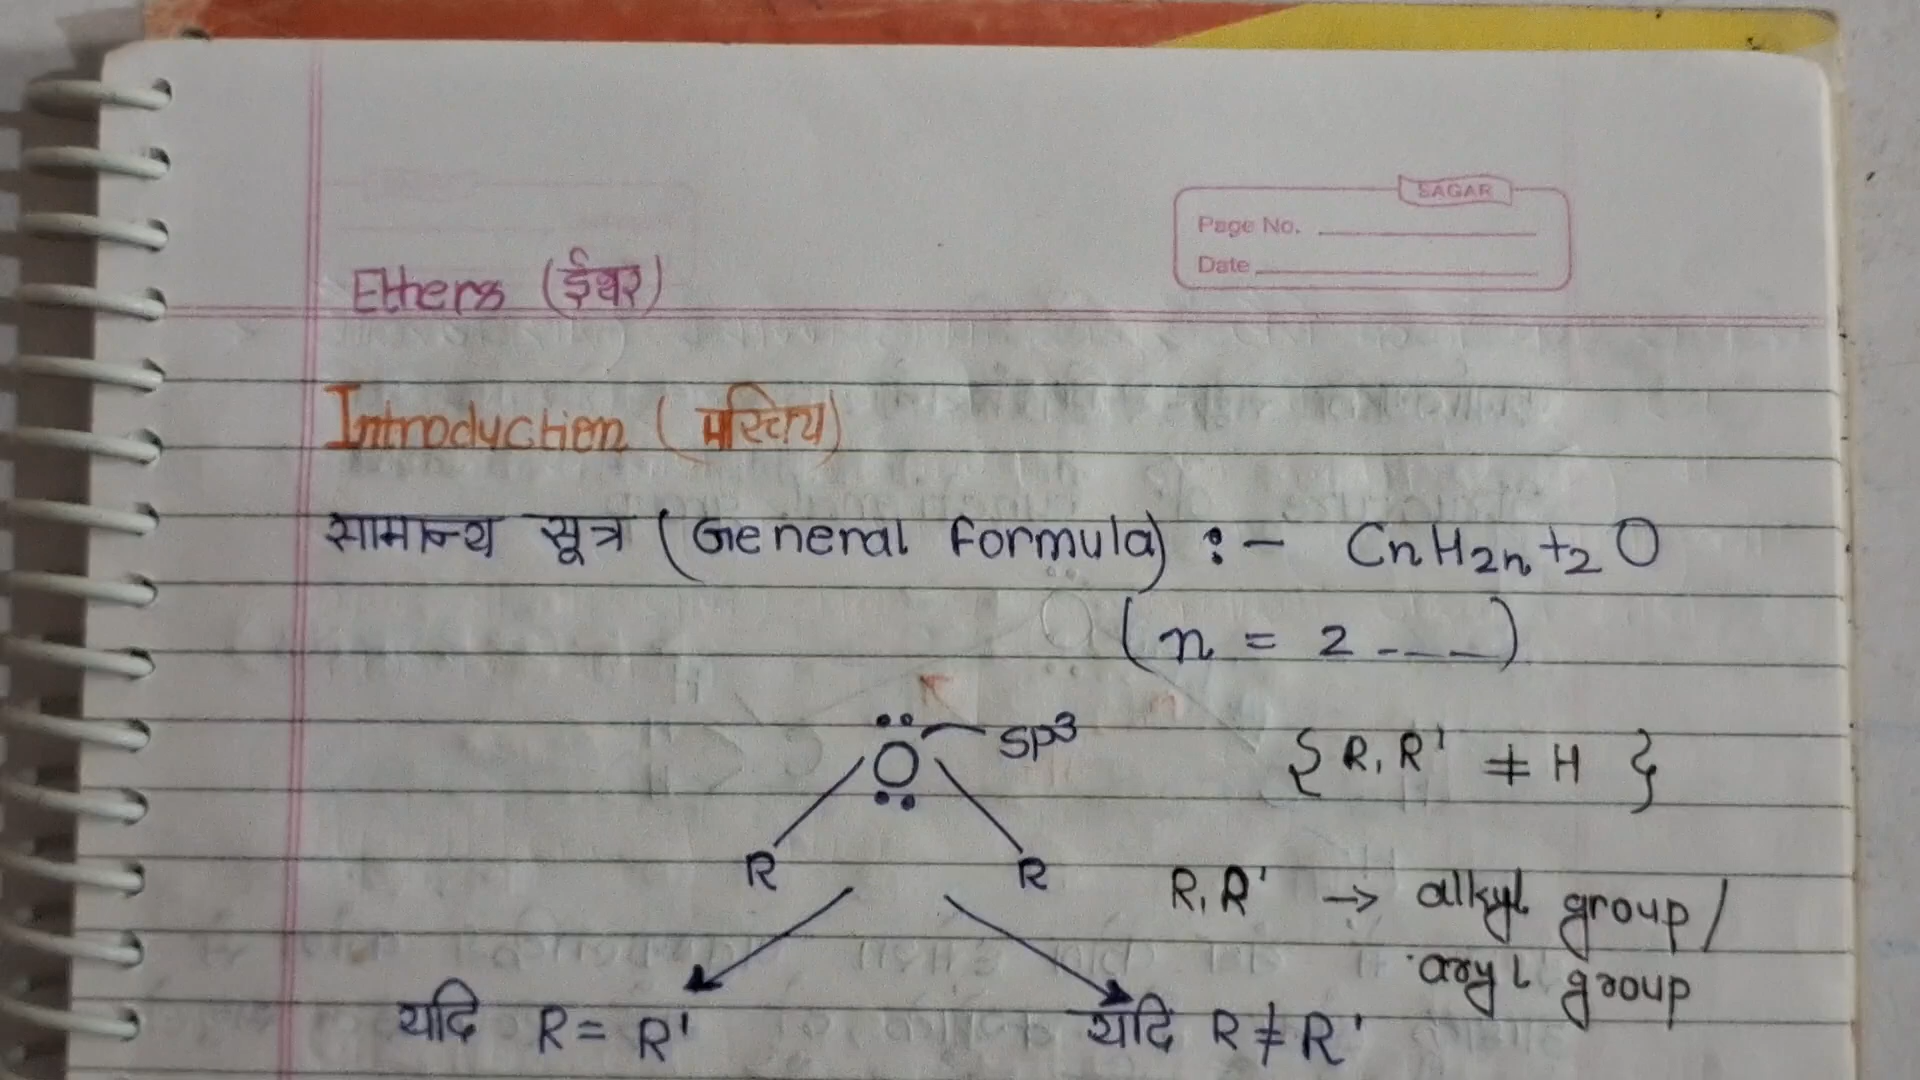 SAGAR
Page No.
Date
Ethers (ईथर)
Introduction (परिचय)
सामान्य सूत्र (General formula) :- CnH2n+2O
(n = 2 ----)
O sp³
{R, R' ≠ H }
R R
R, R' → alkyl group/
aryl group
यदि R = R' यदि R ≠ R'